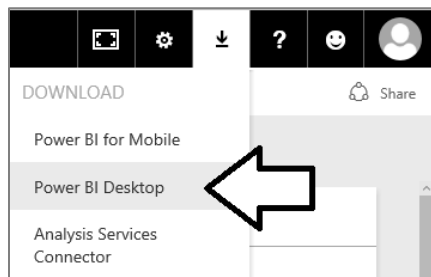 ?
DOWNLOAD
Share
Power BI for Mobile
Power BI Desktop
Analysis Services
Connector